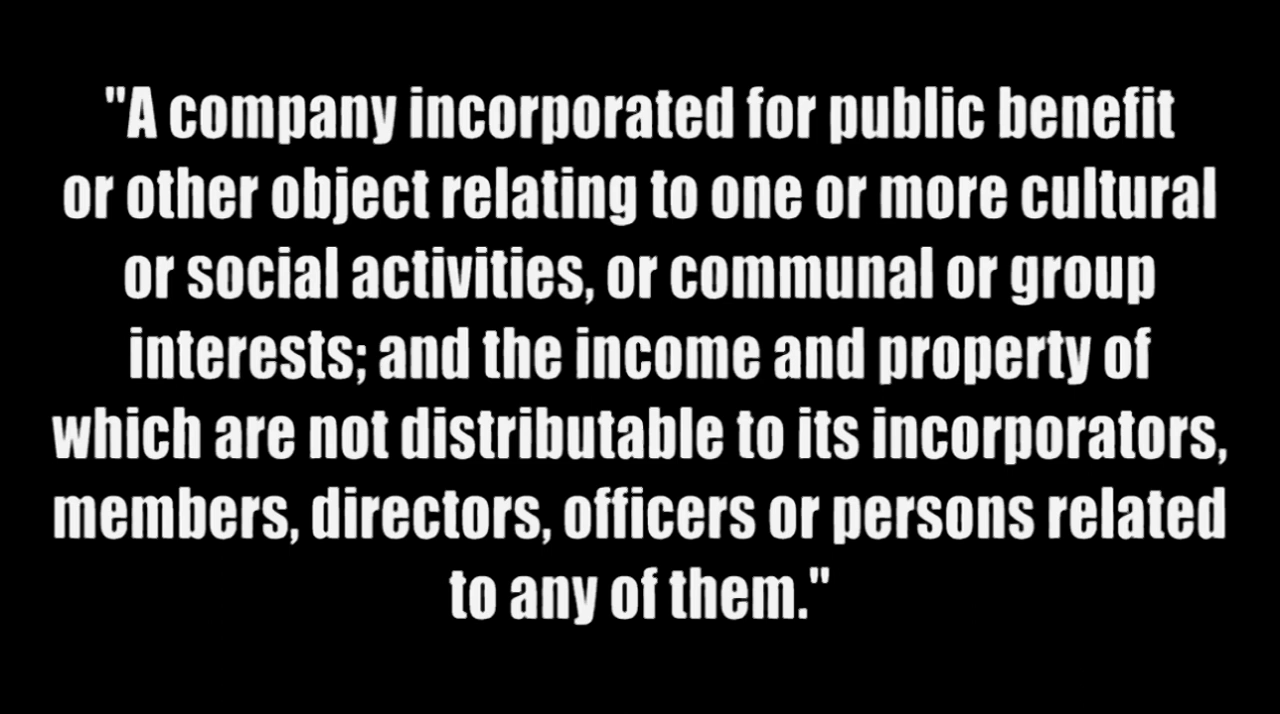 "A company incorporated for public benefit
or other object relating to one or more cultural
or social activities, or communal or group
interests; and the income and property of
which are not distributable to its incorporators,
members, directors, officers or persons related
to any of them."